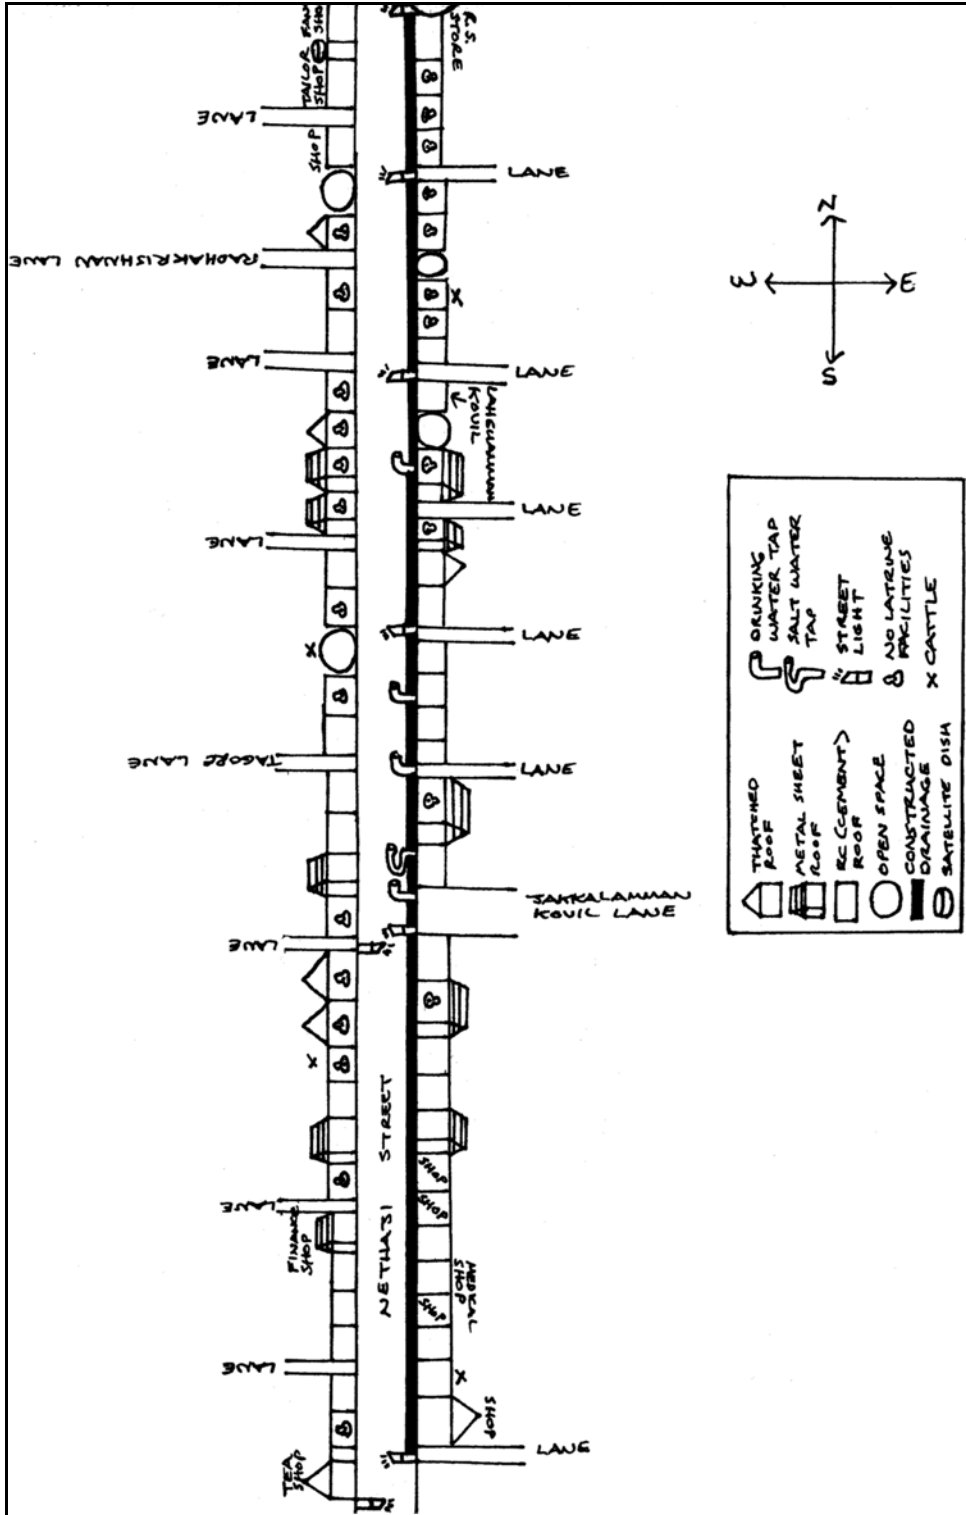 R.S.
STORE
FAN
SHOP
TAILOR
SHOP
LANE
SHOP
LANE
RADHAKRISHNAN LANE
LANE
LANE
LAKSHMIAMMAN
KOVIL
LANE
LANE
LANE
TAGORE LANE
LANE
JAKKALAMMAN
KOVIL LANE
LANE
NETHAJI STREET
SHOP
SHOP
LANE
FINANCE
SHOP
SHOP
SHOP
LANE
SHOP
LANE
TEA
SHOP
N
W
E
S
THATCHED
ROOF
METAL SHEET
ROOF
RC (CEMENT)
ROOF
OPEN SPACE
CONSTRUCTED
DRAINAGE
SATELLITE DISH
DRINKING
WATER TAP
SALT WATER
TAP
STREET
LIGHT
NO LATRINE
FACILITIES
X CATTLE